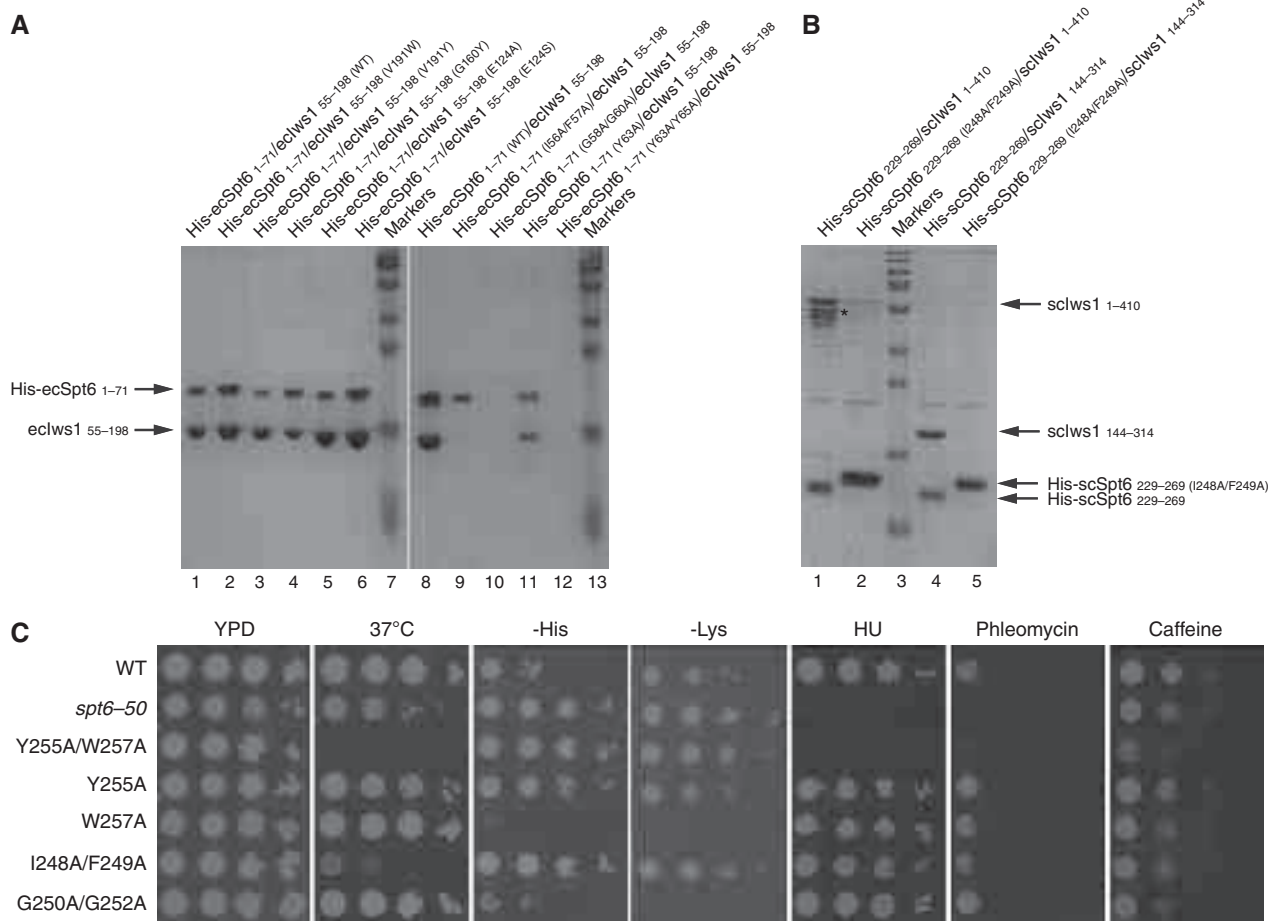 A
His-ecSpt6 1–71/ecIws1 55–198 (WT)
His-ecSpt6 1–71/ecIws1 55–198 (V191W)
His-ecSpt6 1–71/ecIws1 55–198 (V191Y)
His-ecSpt6 1–71/ecIws1 55–198 (G160Y)
His-ecSpt6 1–71/ecIws1 55–198 (E124A)
His-ecSpt6 1–71/ecIws1 55–198 (E124S)
Markers
His-ecSpt6 1–71 (WT)/ecIws1 55–198
His-ecSpt6 1–71 (I56A/F57A)/ecIws1 55–198
His-ecSpt6 1–71 (G58A/G60A)/ecIws1 55–198
His-ecSpt6 1–71 (Y63A)/ecIws1 55–198
His-ecSpt6 1–71 (Y63A/Y65A)/ecIws1 55–198
Markers
His-ecSpt6 1–71
ecIws1 55–198
1 2 3 4 5 6 7 8 9 10 11 12 13
B
His-scSpt6 229–269/scIws1 1–410
His-scSpt6 229–269 (I248A/F249A)/scIws1 1–410
Markers
His-scSpt6 229–269/scIws1 144–314
His-scSpt6 229–269 (I248A/F249A)/scIws1 144–314
scIws1 1–410
*
scIws1 144–314
His-scSpt6 229–269 (I248A/F249A)
His-scSpt6 229–269
1 2 3 4 5
C
YPD 37°C -His -Lys HU Phleomycin Caffeine
WT
spt6–50
Y255A/W257A
Y255A
W257A
I248A/F249A
G250A/G252A